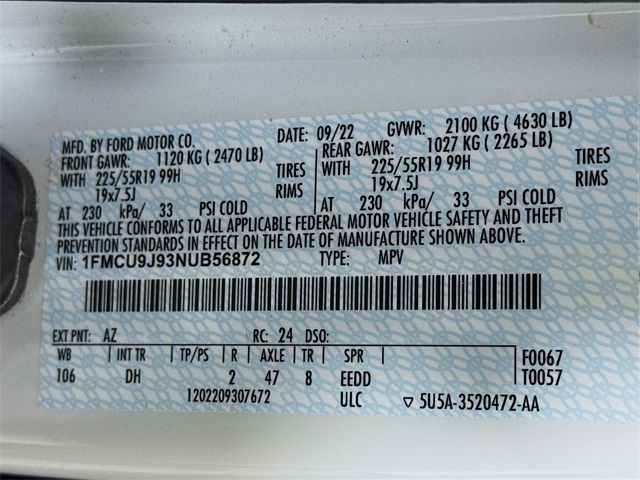 MFD. BY FORD MOTOR CO. DATE: 09/22 GVWR: 2100 KG ( 4630 LB)
FRONT GAWR: 1120 KG ( 2470 LB) REAR GAWR: 1027 KG ( 2265 LB)
WITH 225/55R19 99H TIRES WITH 225/55R19 99H TIRES
19x7.5J RIMS 19x7.5J RIMS
AT 230 kPa/ 33 PSI COLD AT 230 kPa/ 33 PSI COLD
THIS VEHICLE CONFORMS TO ALL APPLICABLE FEDERAL MOTOR VEHICLE SAFETY AND THEFT
PREVENTION STANDARDS IN EFFECT ON THE DATE OF MANUFACTURE SHOWN ABOVE.
VIN: 1FMCU9J93NUB56872 TYPE: MPV
EXT PNT: AZ RC: 24 DSO:
WB INT TR TP/PS R AXLE TR SPR F0067
106 DH 2 47 8 EEDD T0057
1202209307672 ULC ▽ 5U5A-3520472-AA